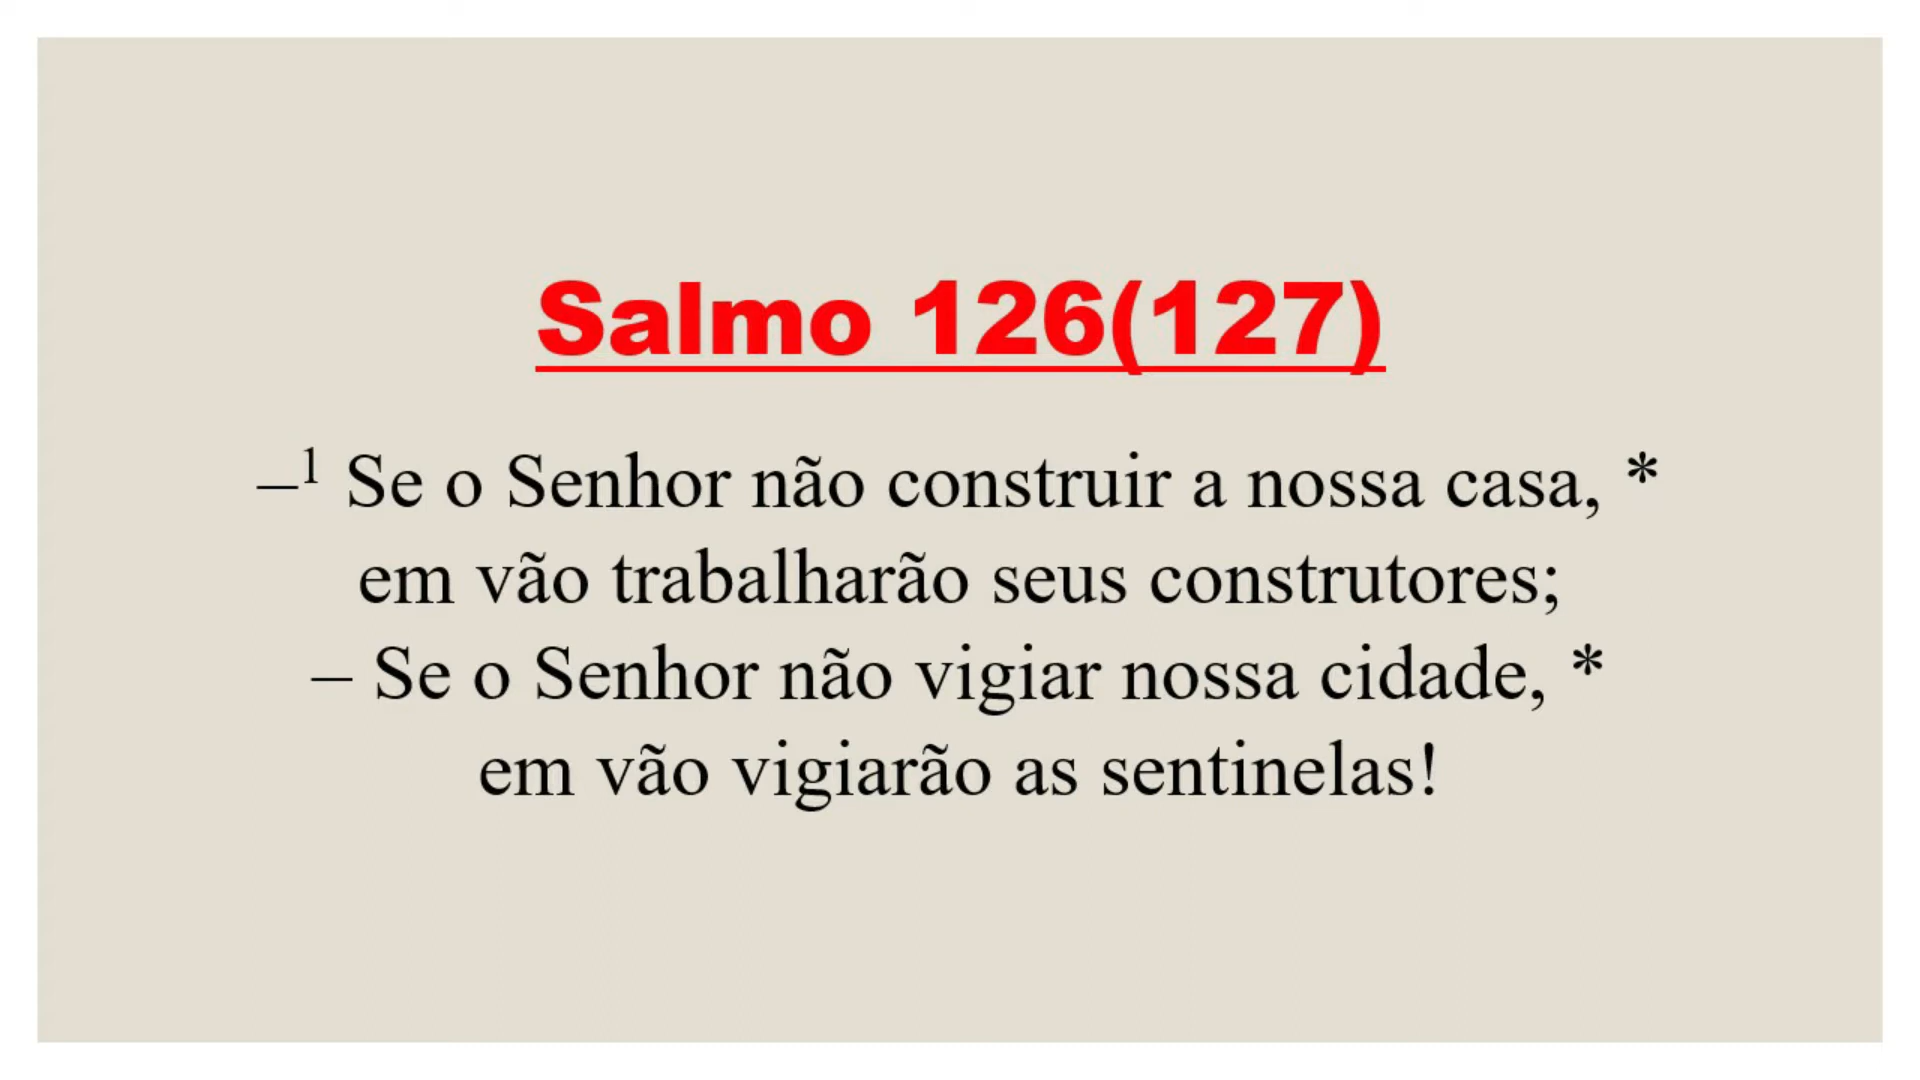 Salmo 126(127)
–¹ Se o Senhor não construir a nossa casa, *
em vão trabalharão seus construtores;
– Se o Senhor não vigiar nossa cidade, *
em vão vigiarão as sentinelas!